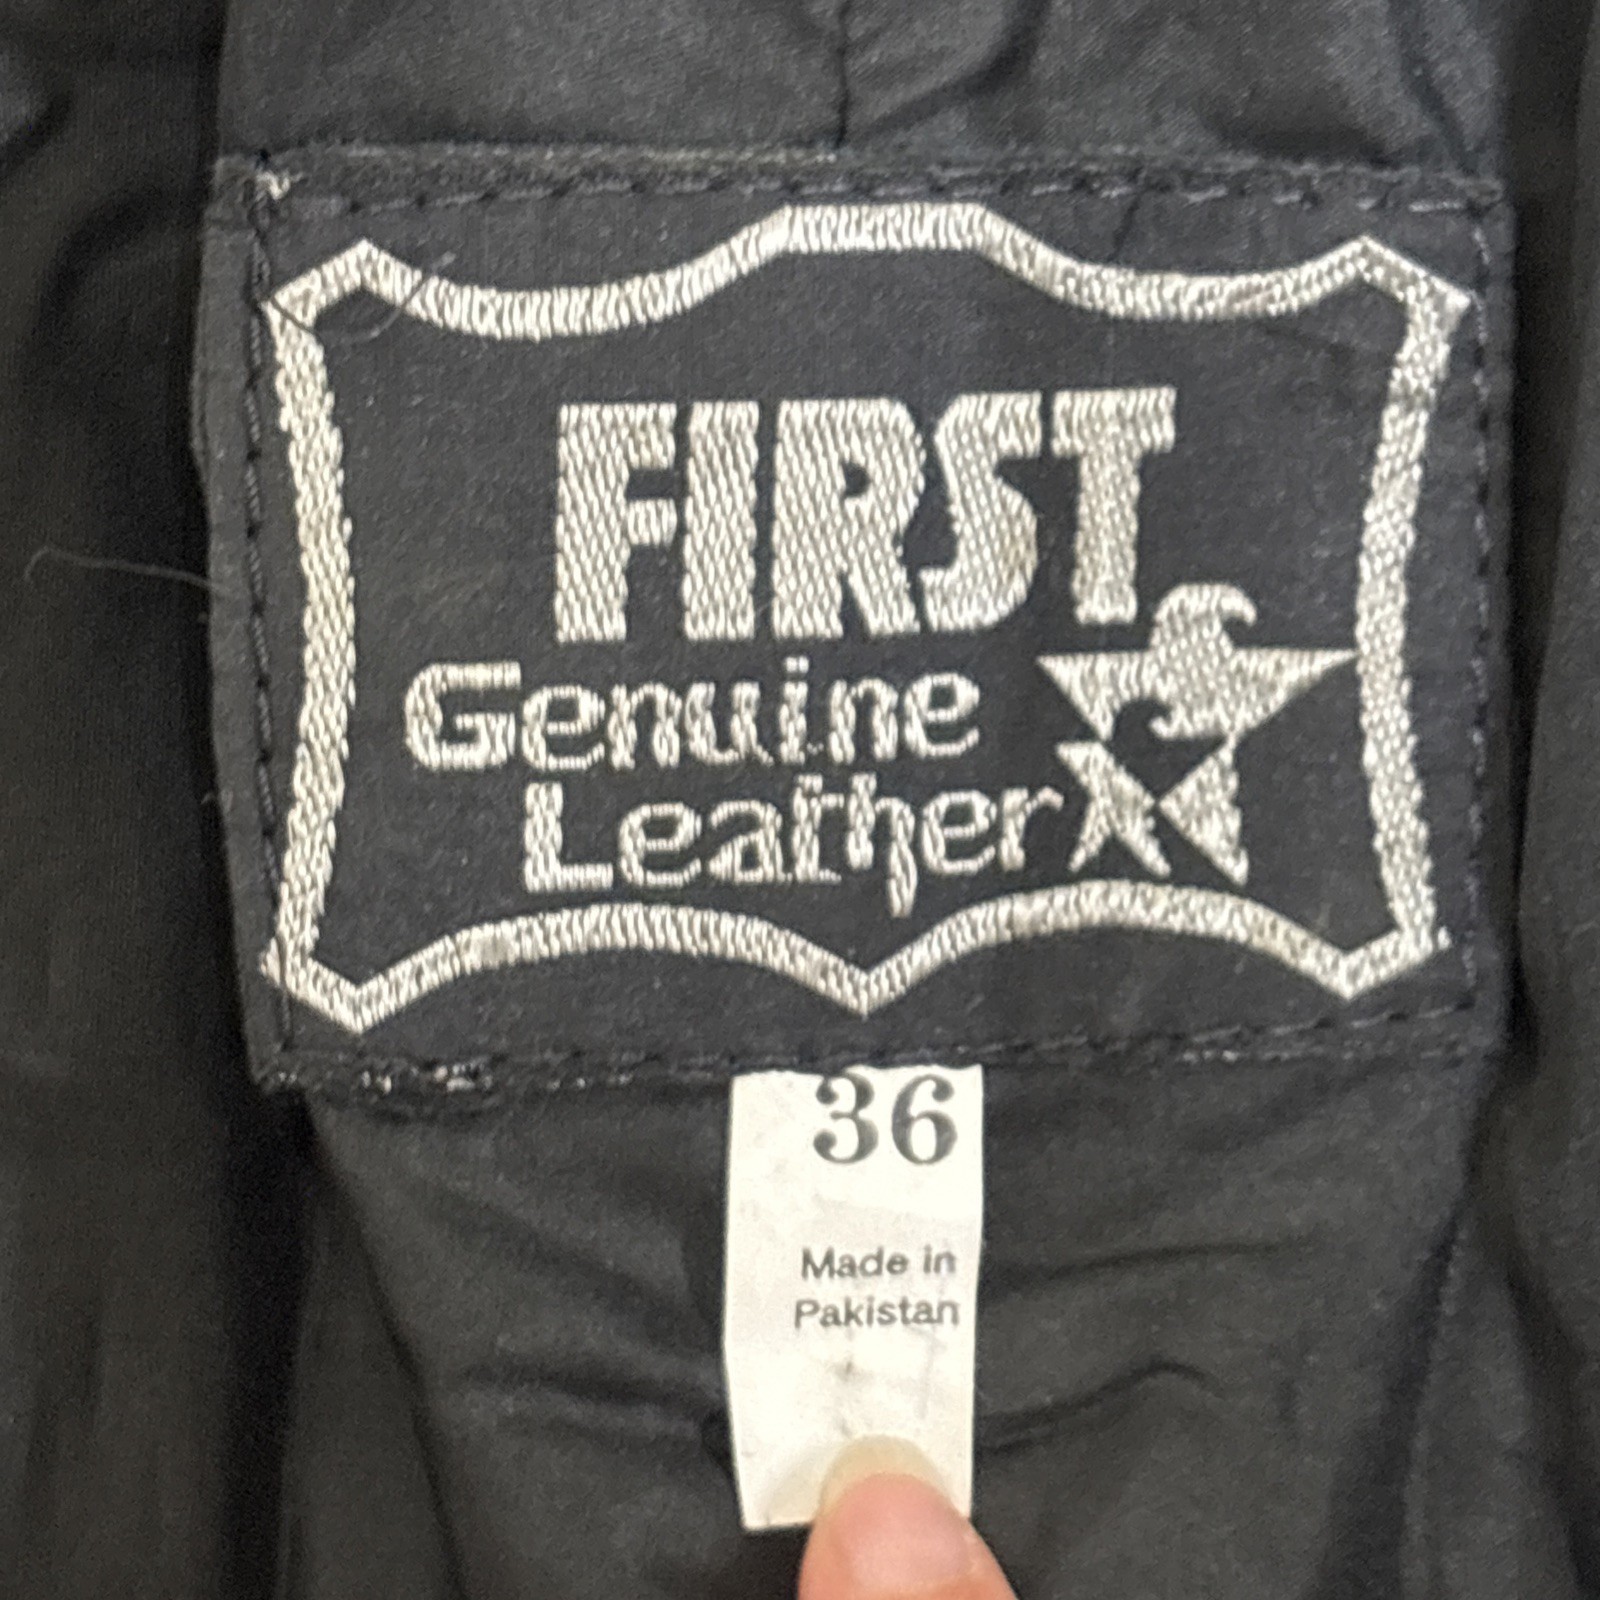 FIRST
Genuine
Leather
36
Made in
Pakistan